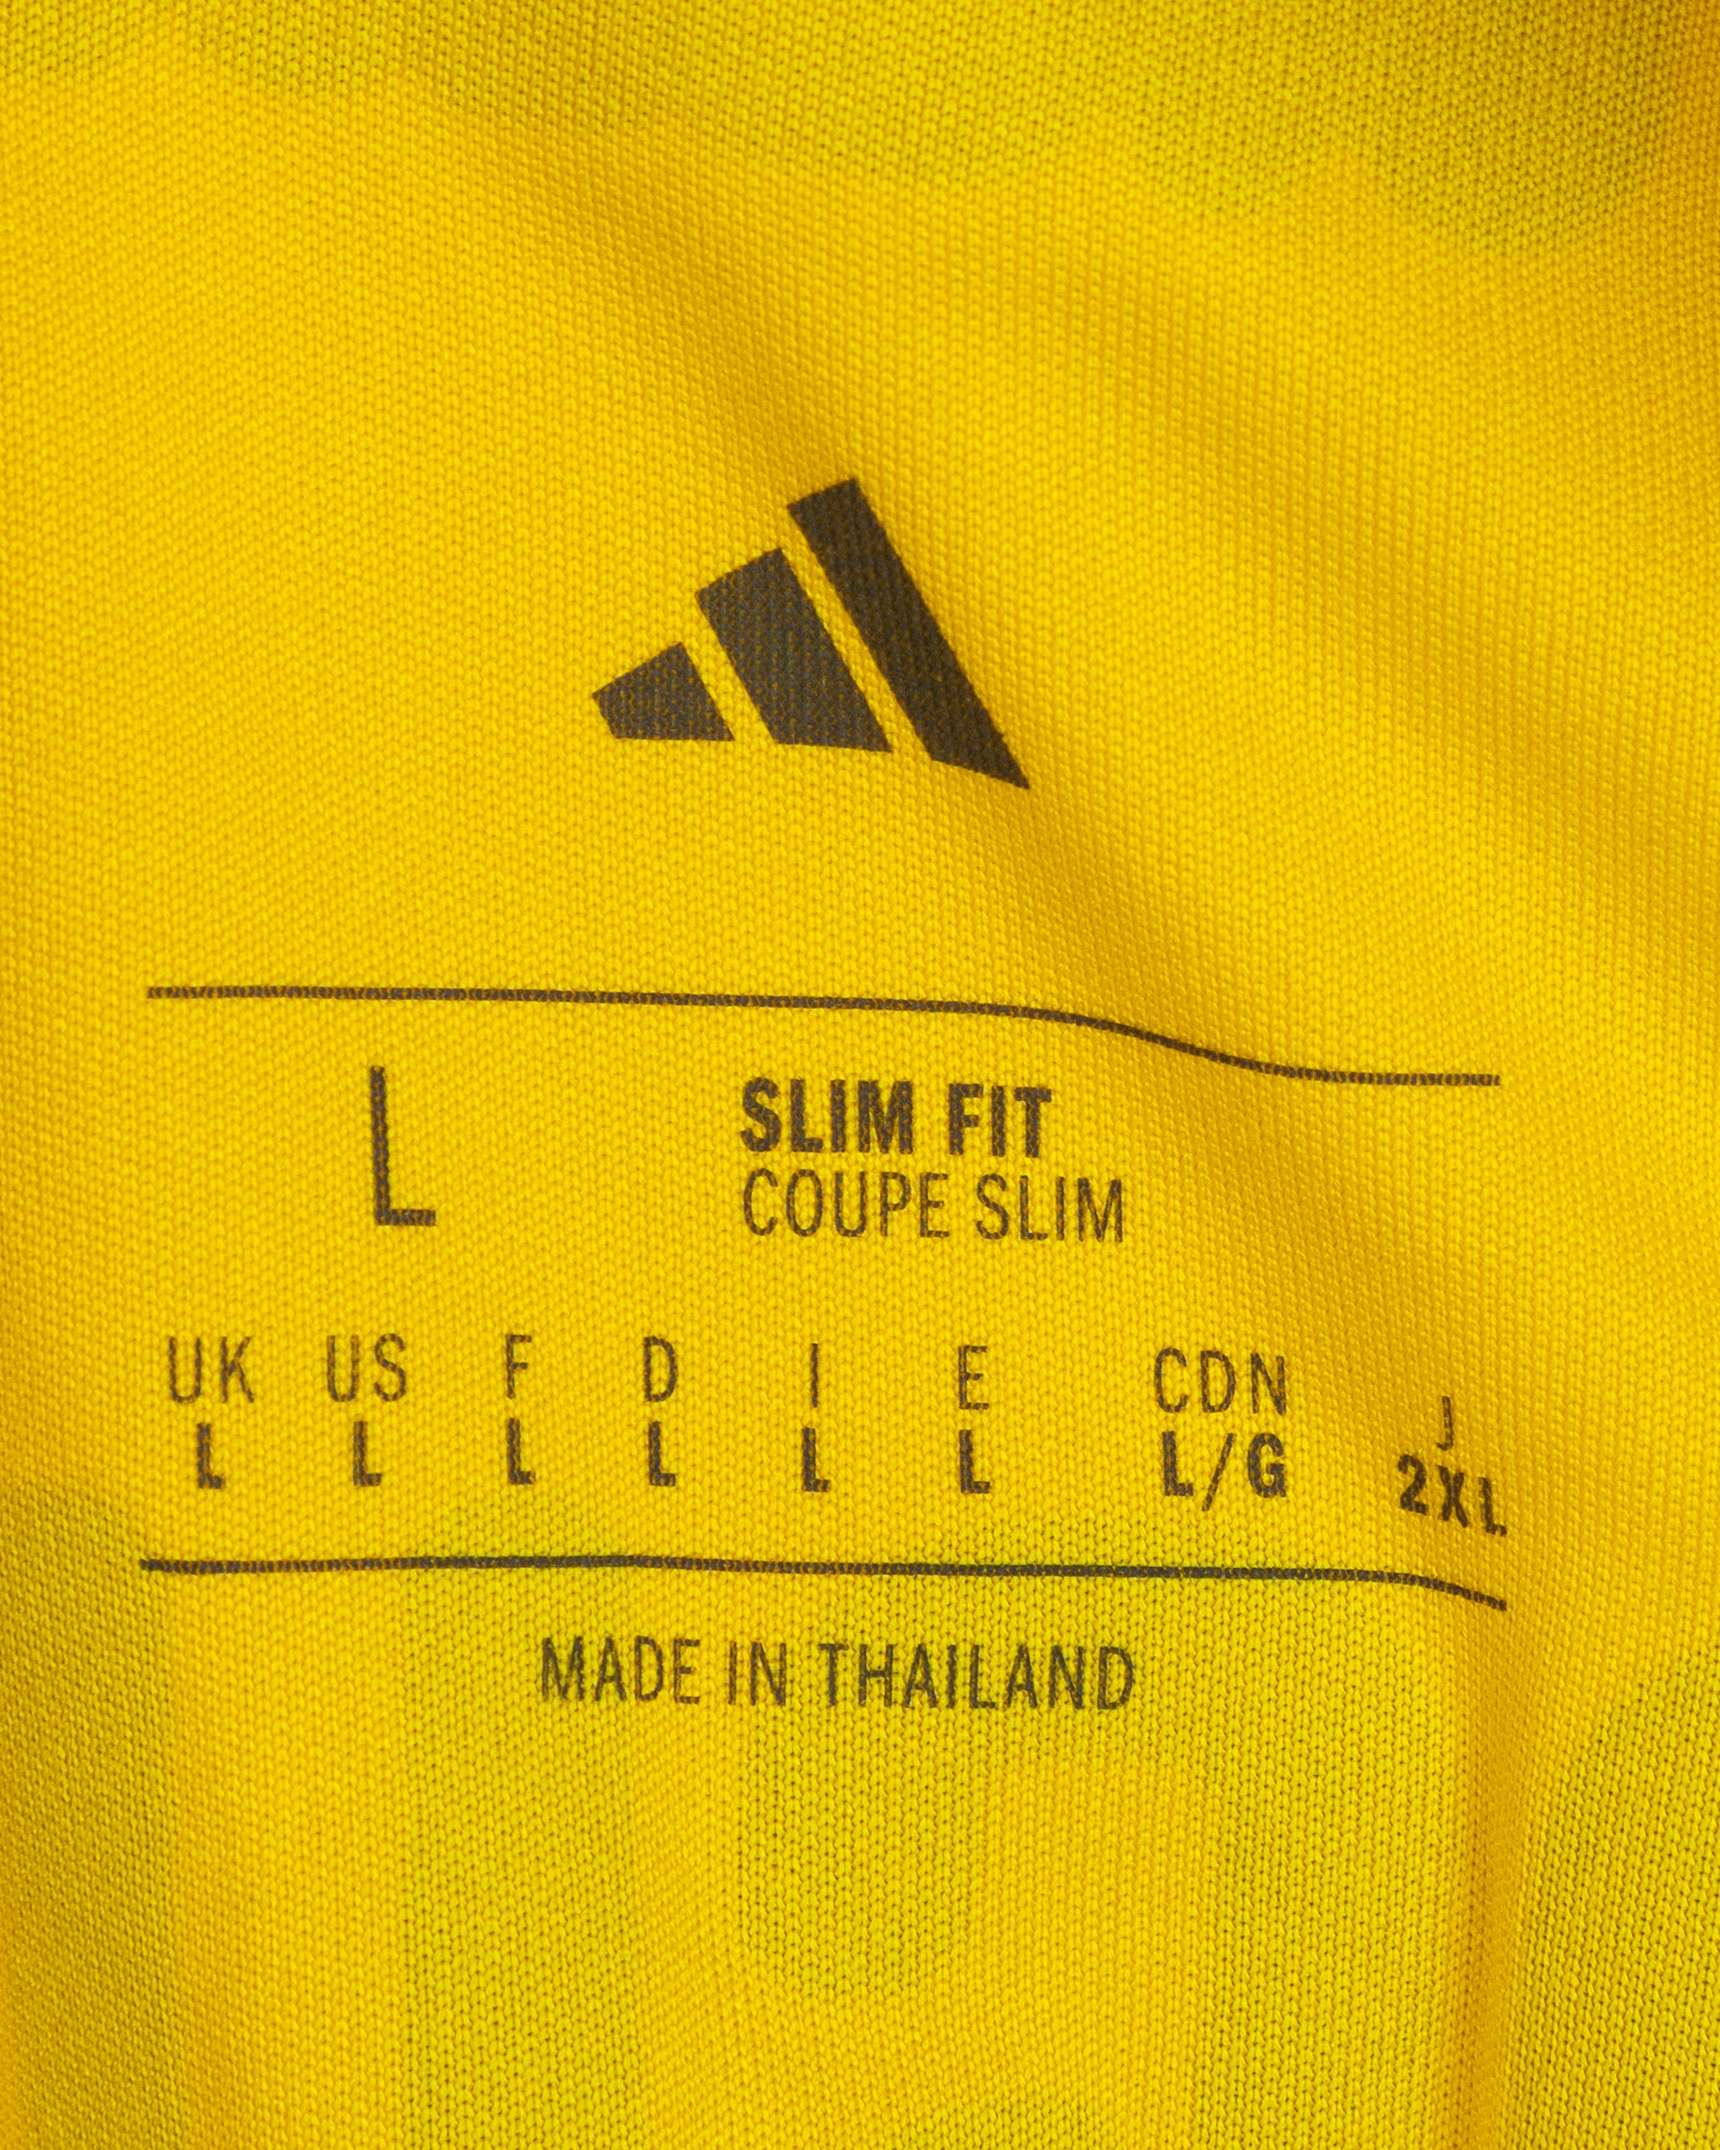 L
SLIM FIT
COUPE SLIM
UK US F D I E CDN J
L L L L L L L/G 2XL
MADE IN THAILAND